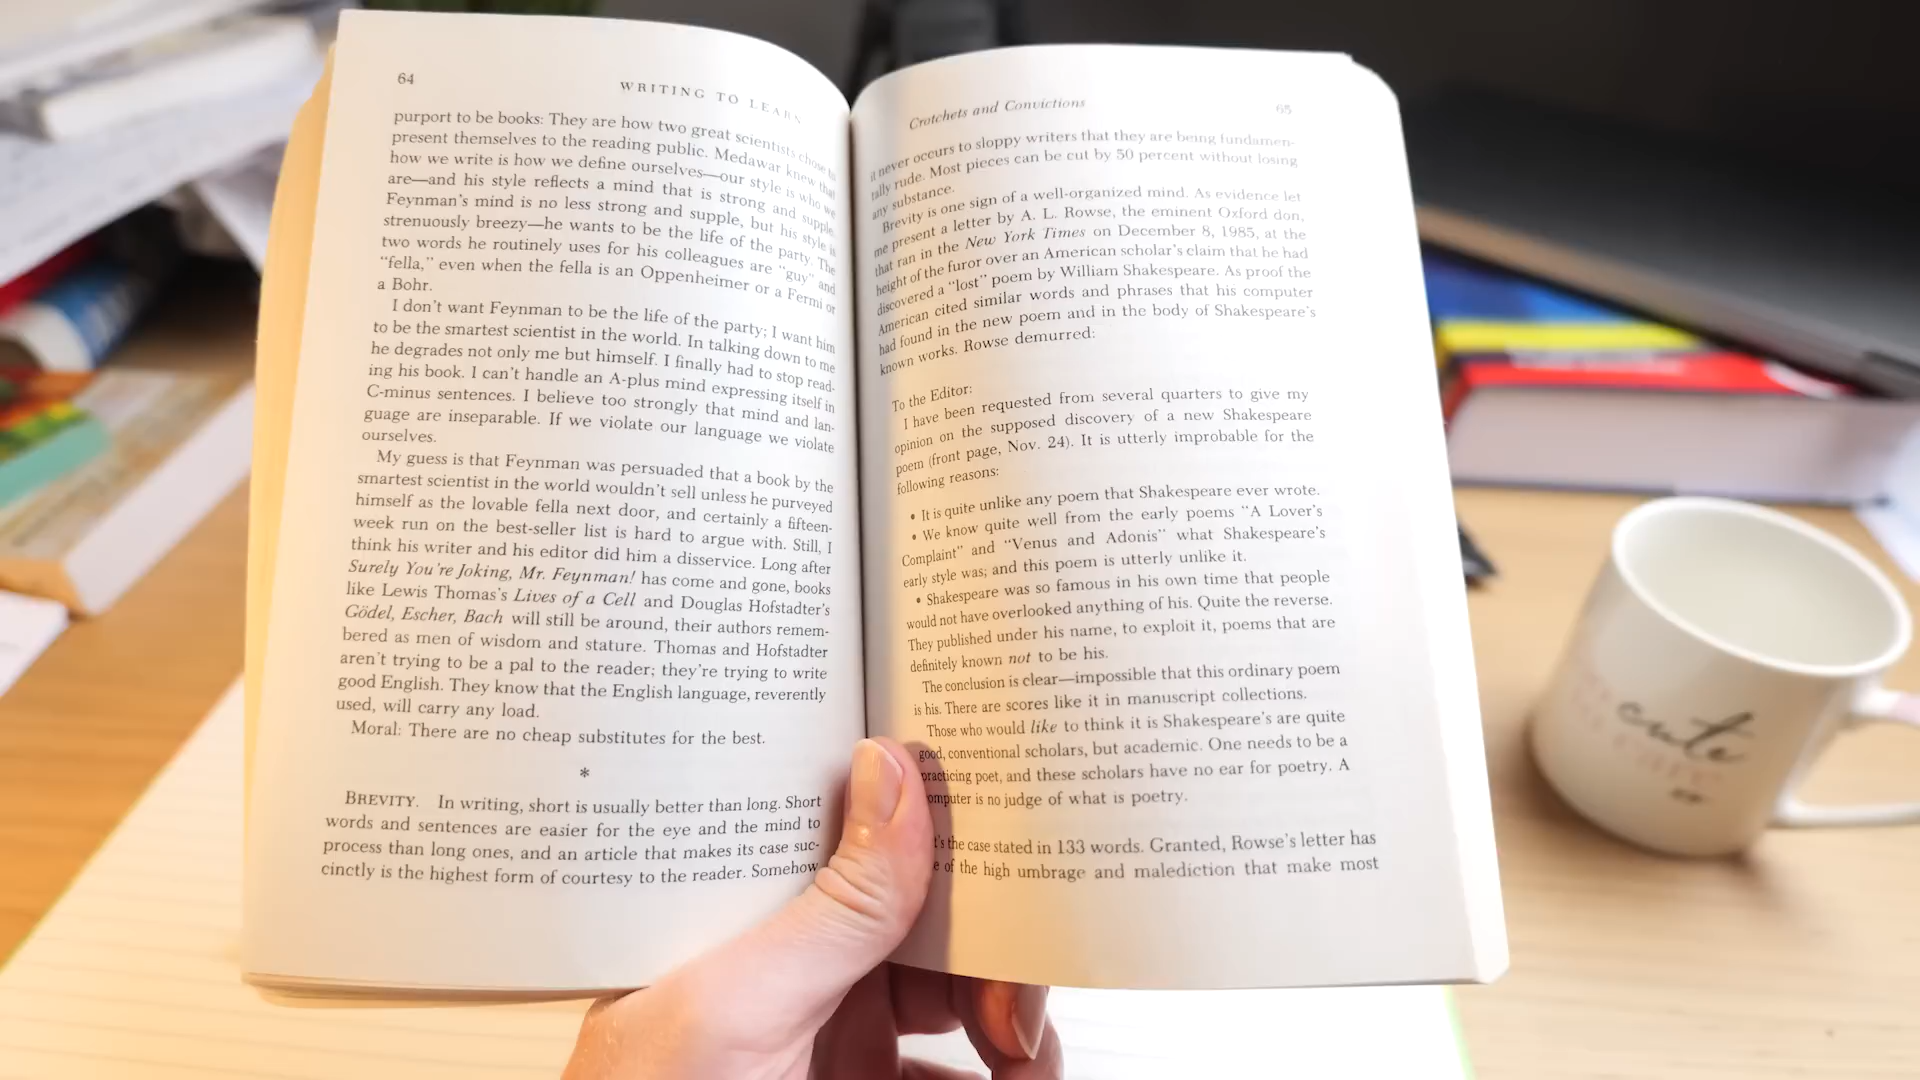 64
WRITING TO LEARN
purport to be books: They are how two great scientists chose to
present themselves to the reading public. Medawar knew that
how we write is how we define ourselves—our style is who we
are—and his style reflects a mind that is strong and supple.
Feynman's mind is no less strong and supple, but his style is
strenuously breezy—he wants to be the life of the party. The
two words he routinely uses for his colleagues are "guy" and
"fella," even when the fella is an Oppenheimer or a Fermi or
a Bohr.
I don't want Feynman to be the life of the party; I want him
to be the smartest scientist in the world. In talking down to me
he degrades not only me but himself. I finally had to stop read-
ing his book. I can't handle an A-plus mind expressing itself in
C-minus sentences. I believe too strongly that mind and lan-
guage are inseparable. If we violate our language we violate
ourselves.
My guess is that Feynman was persuaded that a book by the
smartest scientist in the world wouldn't sell unless he purveyed
himself as the lovable fella next door, and certainly a fifteen-
week run on the best-seller list is hard to argue with. Still, I
think his writer and his editor did him a disservice. Long after
Surely You're Joking, Mr. Feynman! has come and gone, books
like Lewis Thomas's Lives of a Cell and Douglas Hofstadter's
Gödel, Escher, Bach will still be around, their authors remem-
bered as men of wisdom and stature. Thomas and Hofstadter
aren't trying to be a pal to the reader; they're trying to write
good English. They know that the English language, reverently
used, will carry any load.
Moral: There are no cheap substitutes for the best.
*
BREVITY. In writing, short is usually better than long. Short
words and sentences are easier for the eye and the mind to
process than long ones, and an article that makes its case suc-
cinctly is the highest form of courtesy to the reader. Somehow
Crotchets and Convictions
65
it never occurs to sloppy writers that they are being fundamen-
tally rude. Most pieces can be cut by 50 percent without losing
any substance.
Brevity is one sign of a well-organized mind. As evidence let
me present a letter by A. L. Rowse, the eminent Oxford don,
that ran in the New York Times on December 8, 1985, at the
height of the furor over an American scholar's claim that he had
discovered a "lost" poem by William Shakespeare. As proof the
American cited similar words and phrases that his computer
had found in the new poem and in the body of Shakespeare's
known works. Rowse demurred:
To the Editor:
I have been requested from several quarters to give my
opinion on the supposed discovery of a new Shakespeare
poem (front page, Nov. 24). It is utterly improbable for the
following reasons:
• It is quite unlike any poem that Shakespeare ever wrote.
• We know quite well from the early poems "A Lover's
Complaint" and "Venus and Adonis" what Shakespeare's
early style was; and this poem is utterly unlike it.
• Shakespeare was so famous in his own time that people
would not have overlooked anything of his. Quite the reverse.
They published under his name, to exploit it, poems that are
definitely known not to be his.
The conclusion is clear—impossible that this ordinary poem
is his. There are scores like it in manuscript collections.
Those who would like to think it is Shakespeare's are quite
good, conventional scholars, but academic. One needs to be a
practicing poet, and these scholars have no ear for poetry. A
omputer is no judge of what is poetry.
t's the case stated in 133 words. Granted, Rowse's letter has
e of the high umbrage and malediction that make most
cute